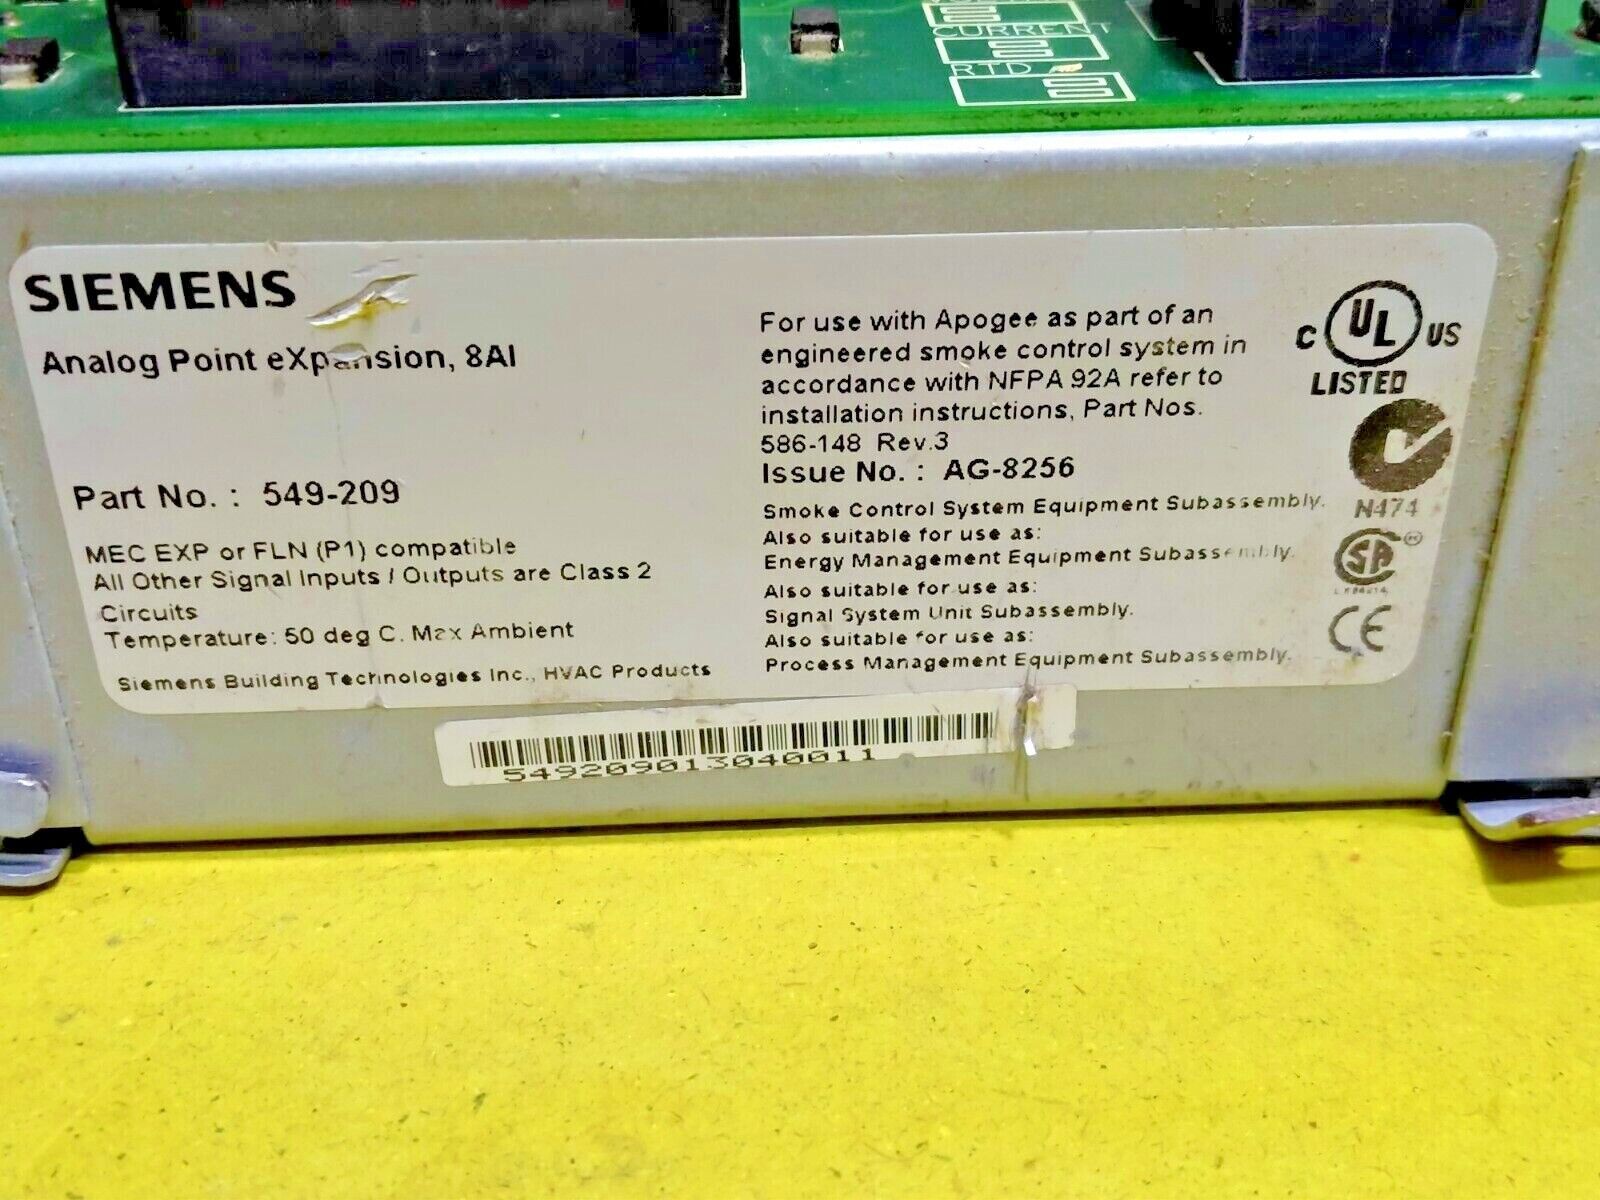 CURRENT
RTD
SIEMENS
Analog Point eXpansion, 8AI
Part No. : 549-209
MEC EXP or FLN (P1) compatible
All Other Signal Inputs / Outputs are Class 2
Circuits
Temperature: 50 deg C. Max Ambient
Siemens Building Technologies Inc., HVAC Products
For use with Apogee as part of an
engineered smoke control system in
accordance with NFPA 92A refer to
installation instructions, Part Nos.
586-148 Rev.3
Issue No. : AG-8256
Smoke Control System Equipment Subassembly.
Also suitable for use as:
Energy Management Equipment Subassembly.
Also suitable for use as:
Signal System Unit Subassembly.
Also suitable for use as:
Process Management Equipment Subassembly.
C UL US
LISTED
N474
SA
CE
549209013040011